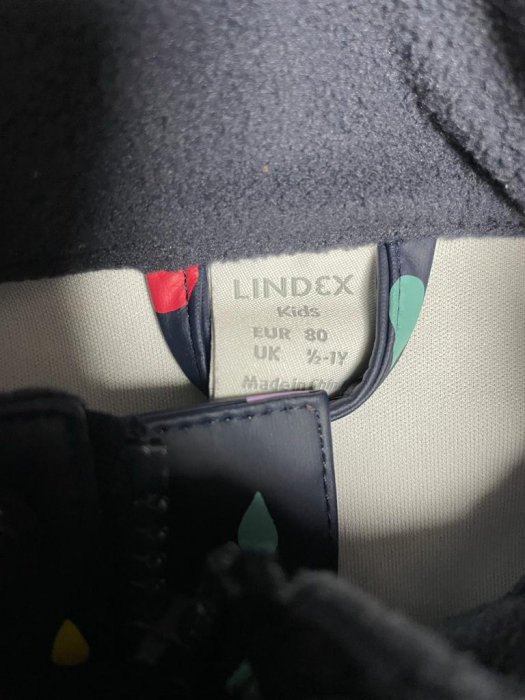 LINDEX
Kids
EUR 80
UK ½-1Y
Made in China